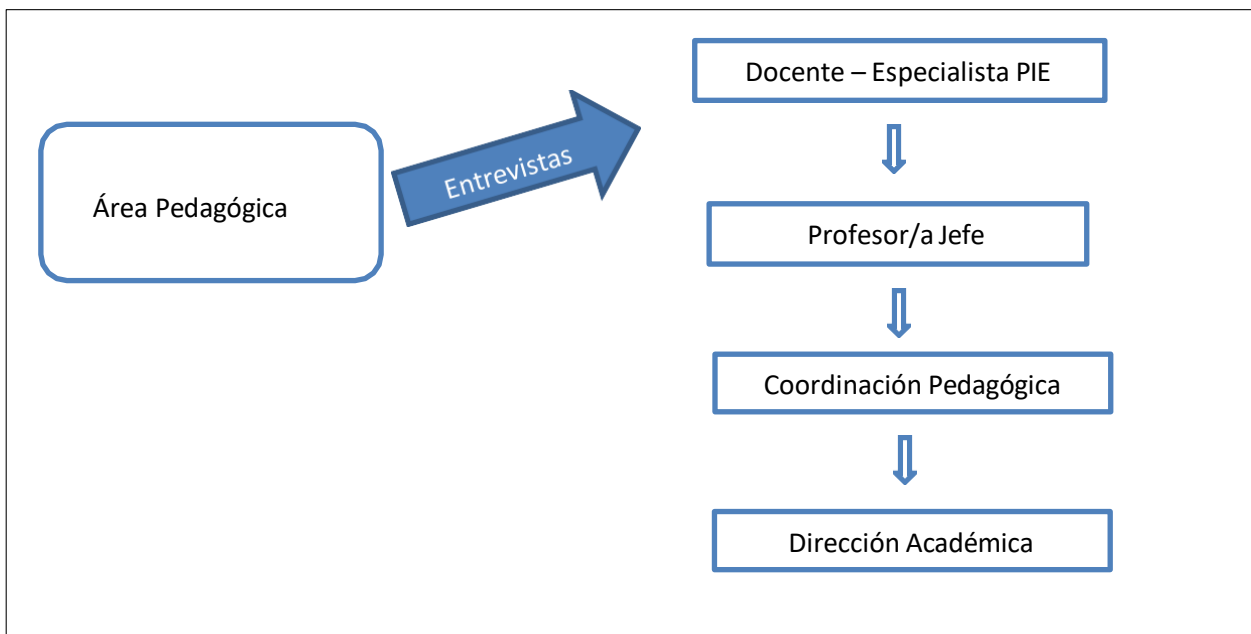 Área Pedagógica
Entrevistas
Docente – Especialista PIE
Profesor/a Jefe
Coordinación Pedagógica
Dirección Académica